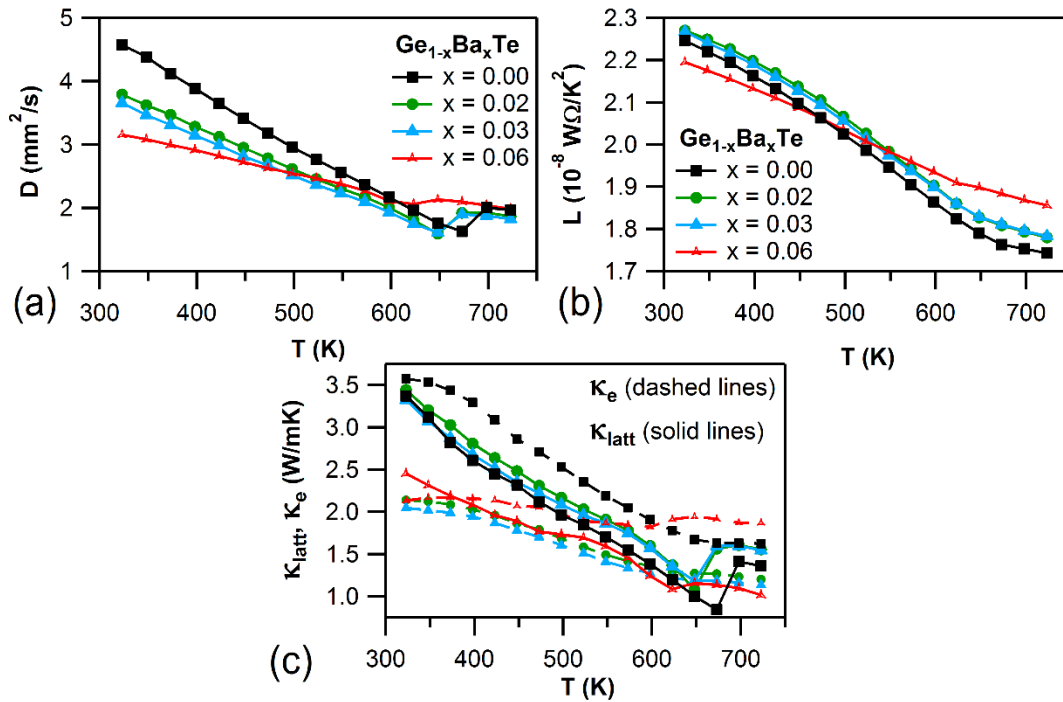 5
4
3
2
1
D (mm²/s)
300
400
500
600
700
T (K)
Ge₁₋ₓBaₓTe
x = 0.00
x = 0.02
x = 0.03
x = 0.06
(a)
2.3
2.2
2.1
2.0
1.9
1.8
1.7
L (10⁻⁸ WΩ/K²)
300
400
500
600
700
T (K)
Ge₁₋ₓBaₓTe
x = 0.00
x = 0.02
x = 0.03
x = 0.06
(b)
3.5
3.0
2.5
2.0
1.5
1.0
κ_latt, κ_e (W/mK)
κ_e (dashed lines)
κ_latt (solid lines)
300
400
500
600
700
T (K)
(c)